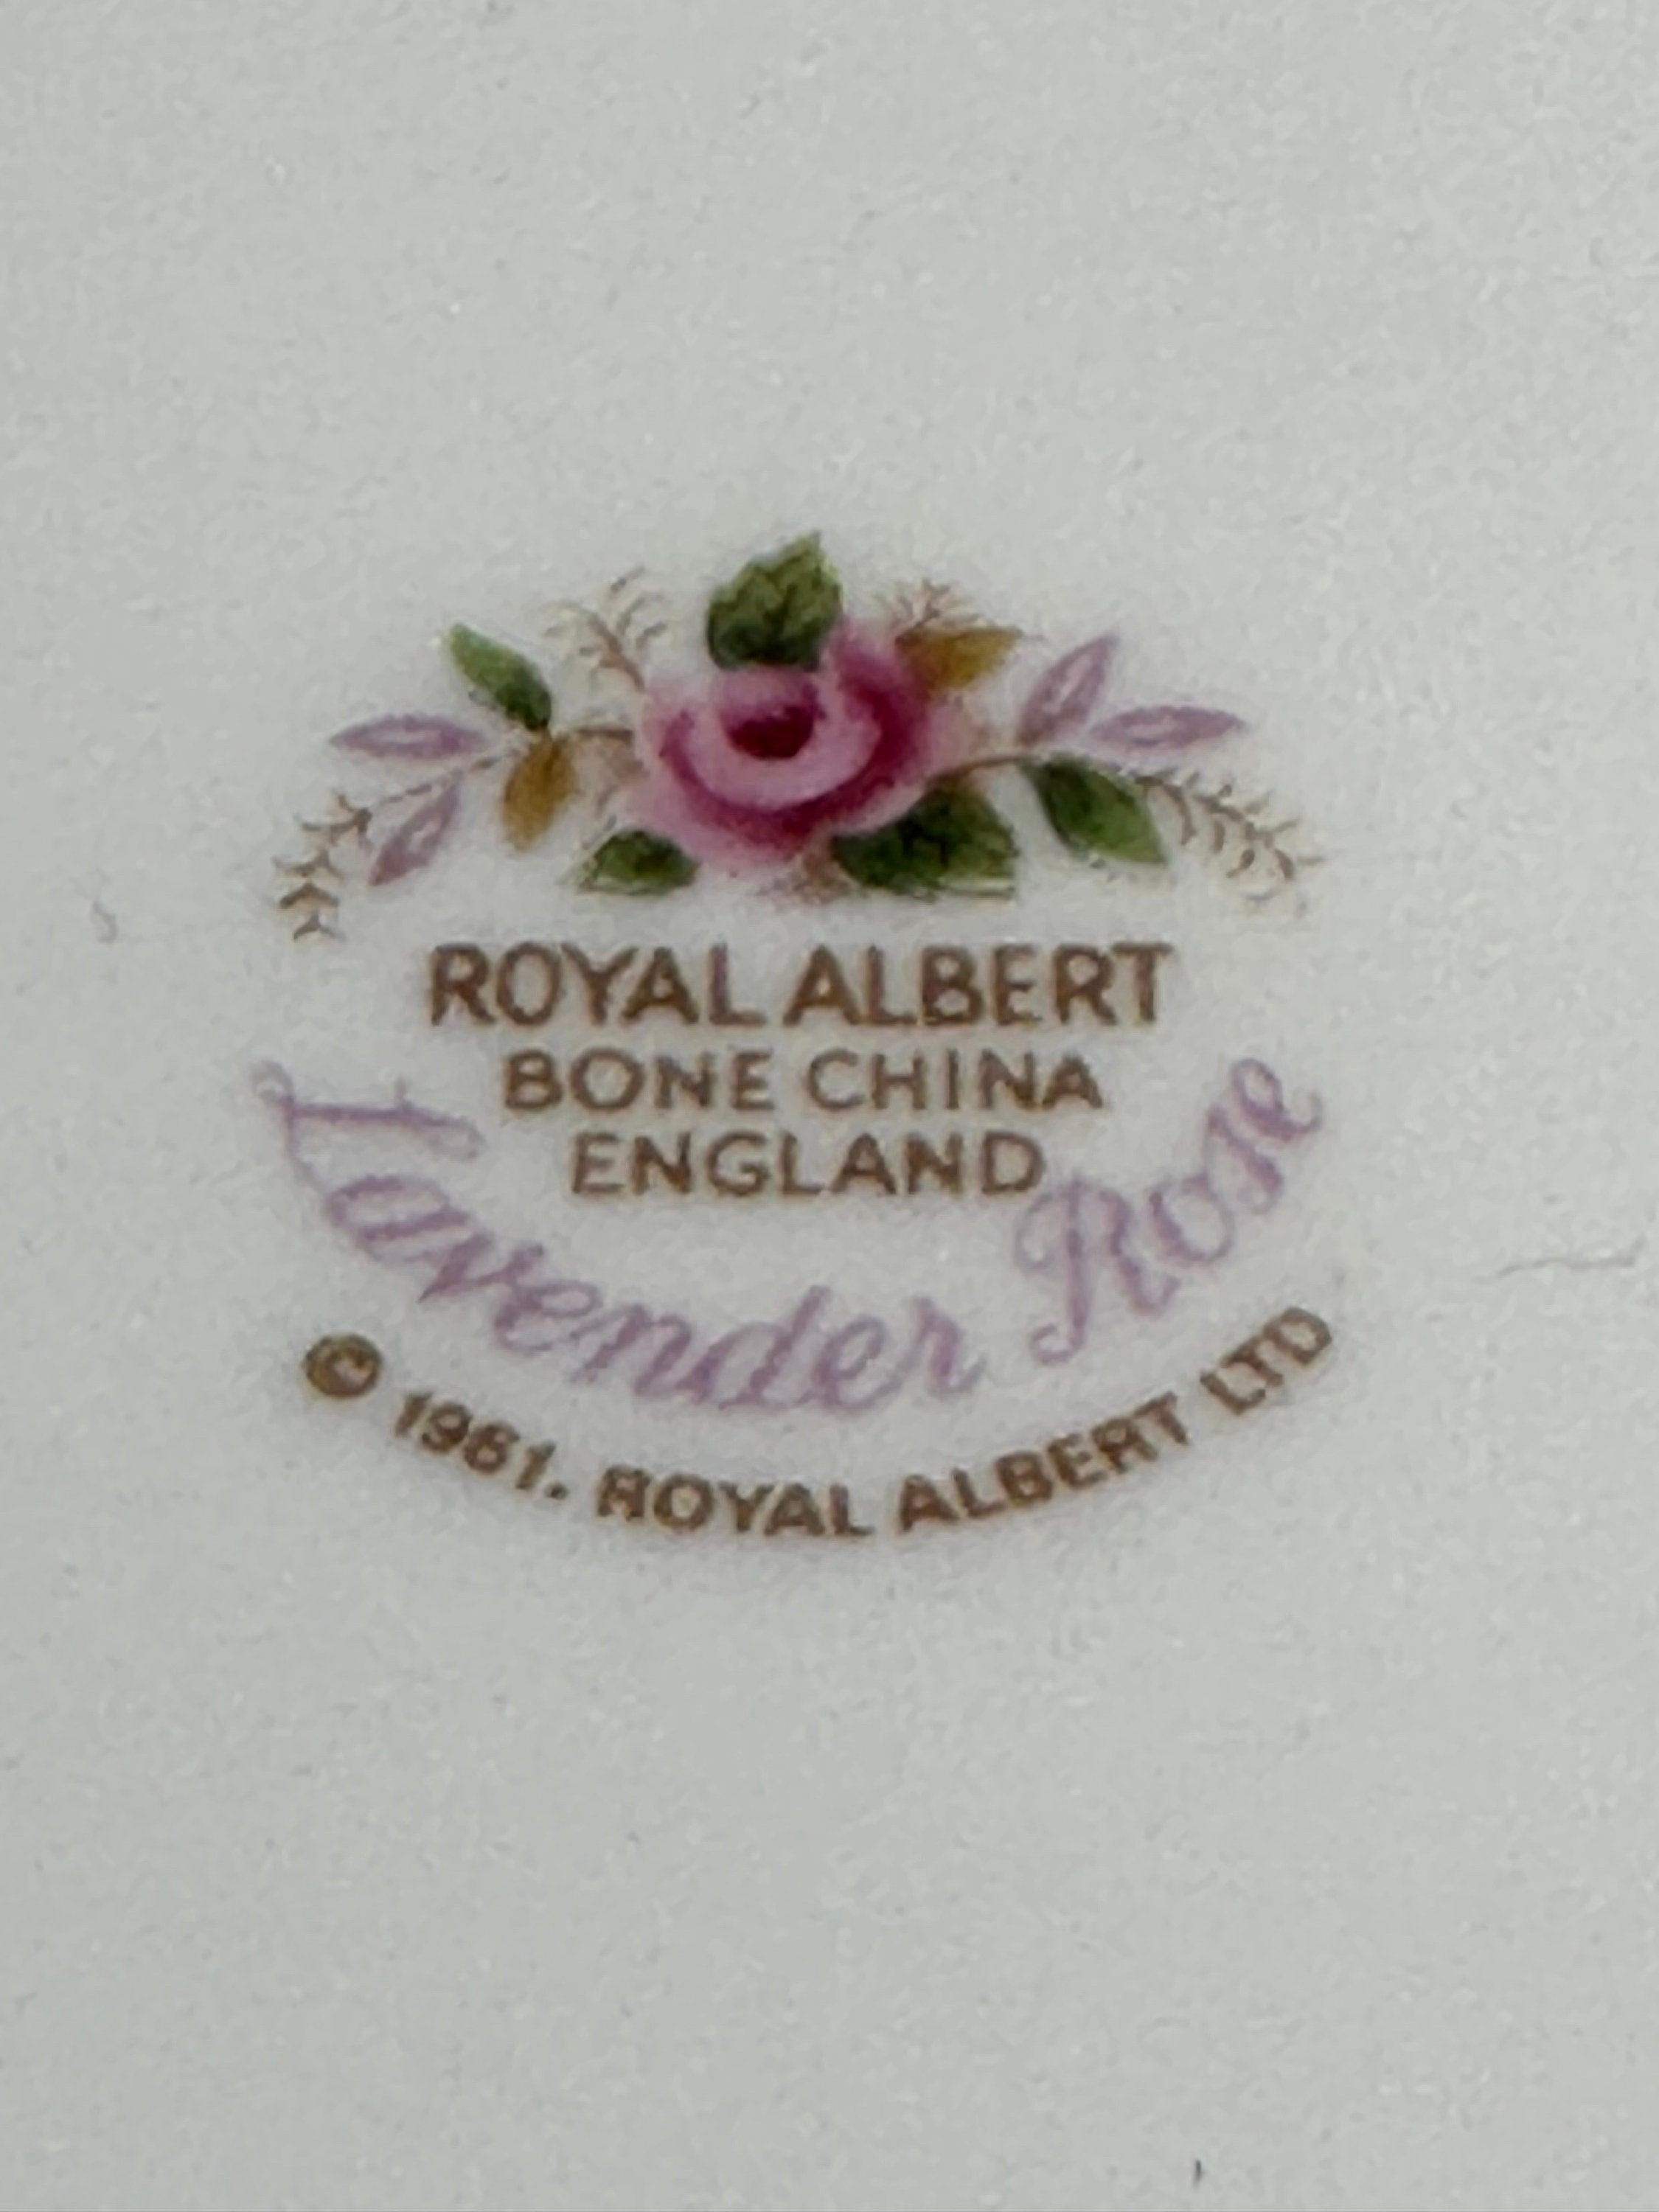 ROYAL ALBERT
BONE CHINA
ENGLAND
Lavender Rose
© 1961. ROYAL ALBERT LTD